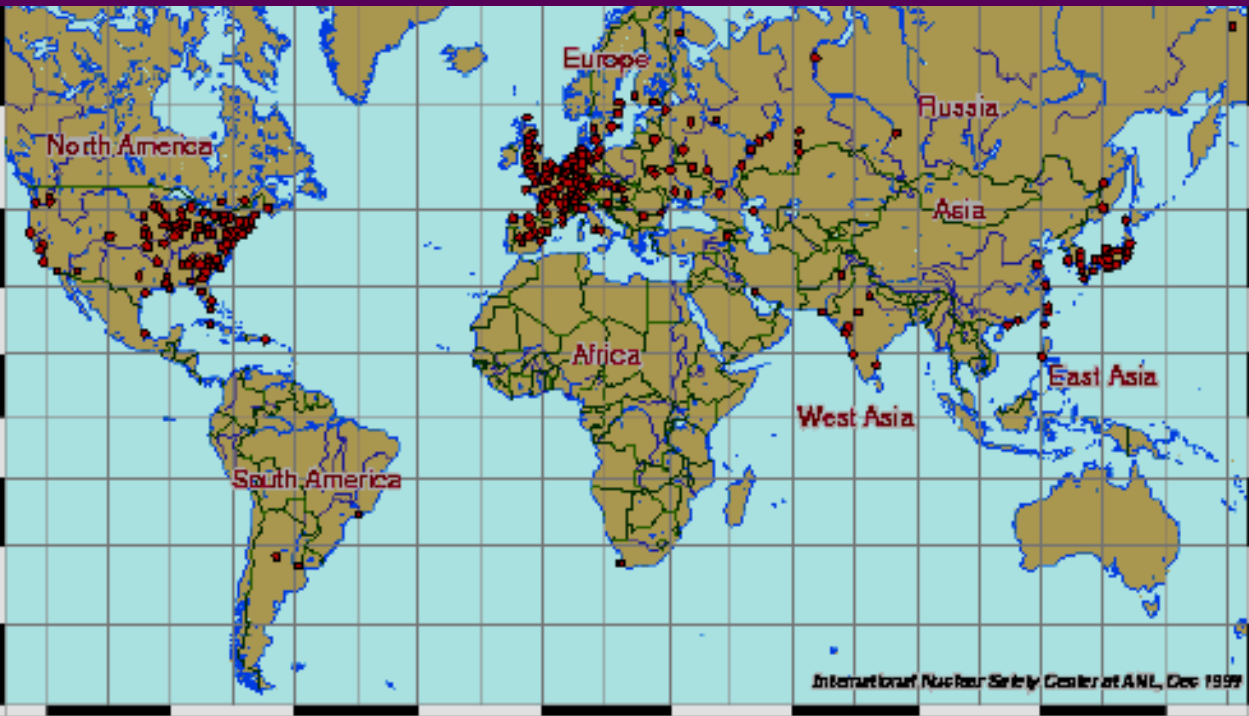 Europe
Russia
North America
Asia
Africa
East Asia
West Asia
South America
International Nuclear Safety Center at ANL, Dec 1999